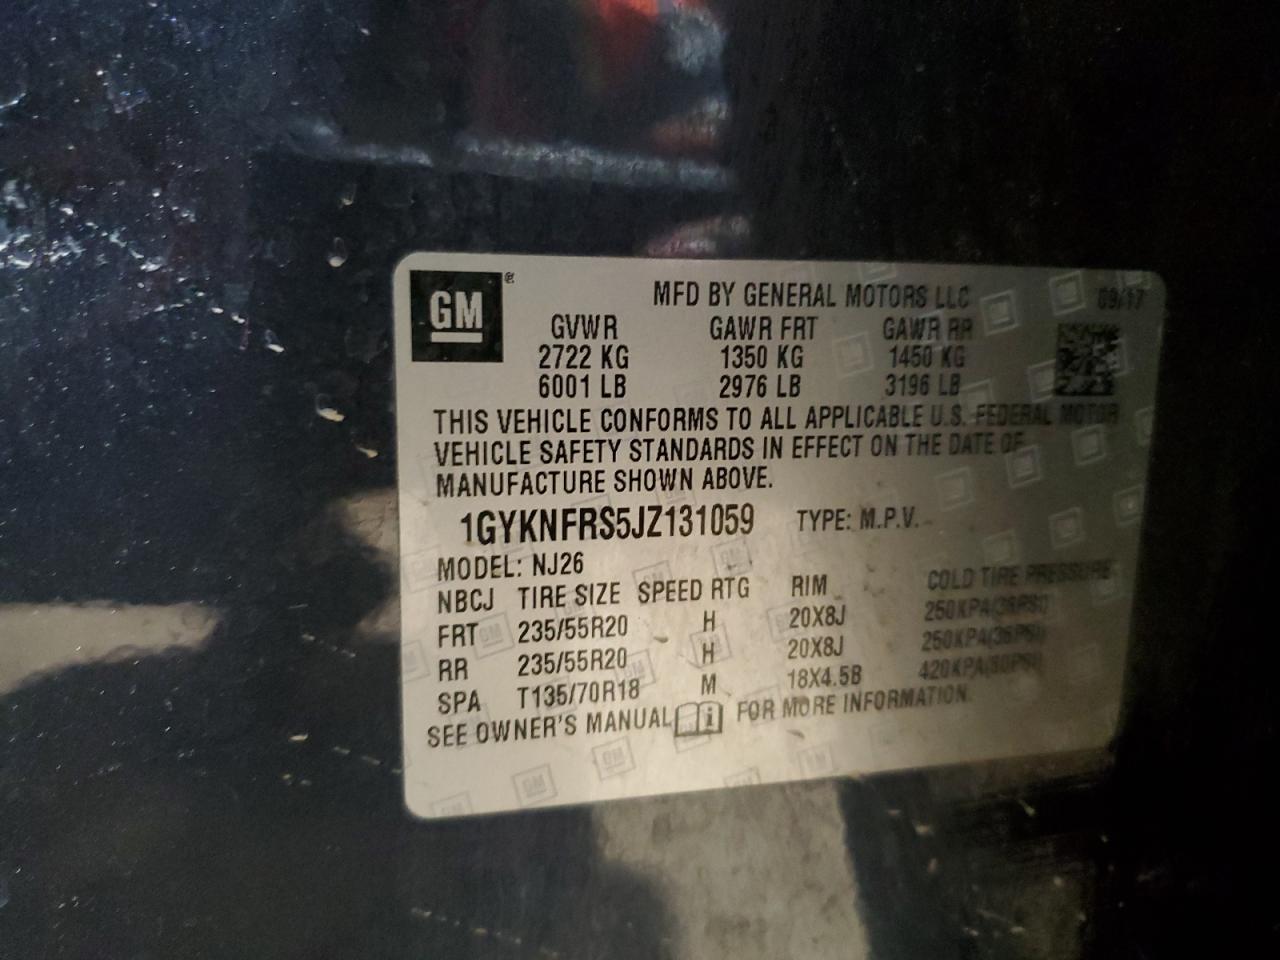 GM ®
MFD BY GENERAL MOTORS LLC 09/17
GVWR GAWR FRT GAWR RR
2722 KG 1350 KG 1450 KG
6001 LB 2976 LB 3196 LB
THIS VEHICLE CONFORMS TO ALL APPLICABLE U.S. FEDERAL MOTOR
VEHICLE SAFETY STANDARDS IN EFFECT ON THE DATE OF
MANUFACTURE SHOWN ABOVE.
1GYKNFRS5JZ131059 TYPE: M.P.V.
MODEL: NJ26
NBCJ TIRE SIZE SPEED RTG RIM COLD TIRE PRESSURE
FRT 235/55R20 H 20X8J 250KPA(36PSI)
RR 235/55R20 H 20X8J 250KPA(36PSI)
SPA T135/70R18 M 18X4.5B 420KPA(60PSI)
SEE OWNER'S MANUAL FOR MORE INFORMATION.